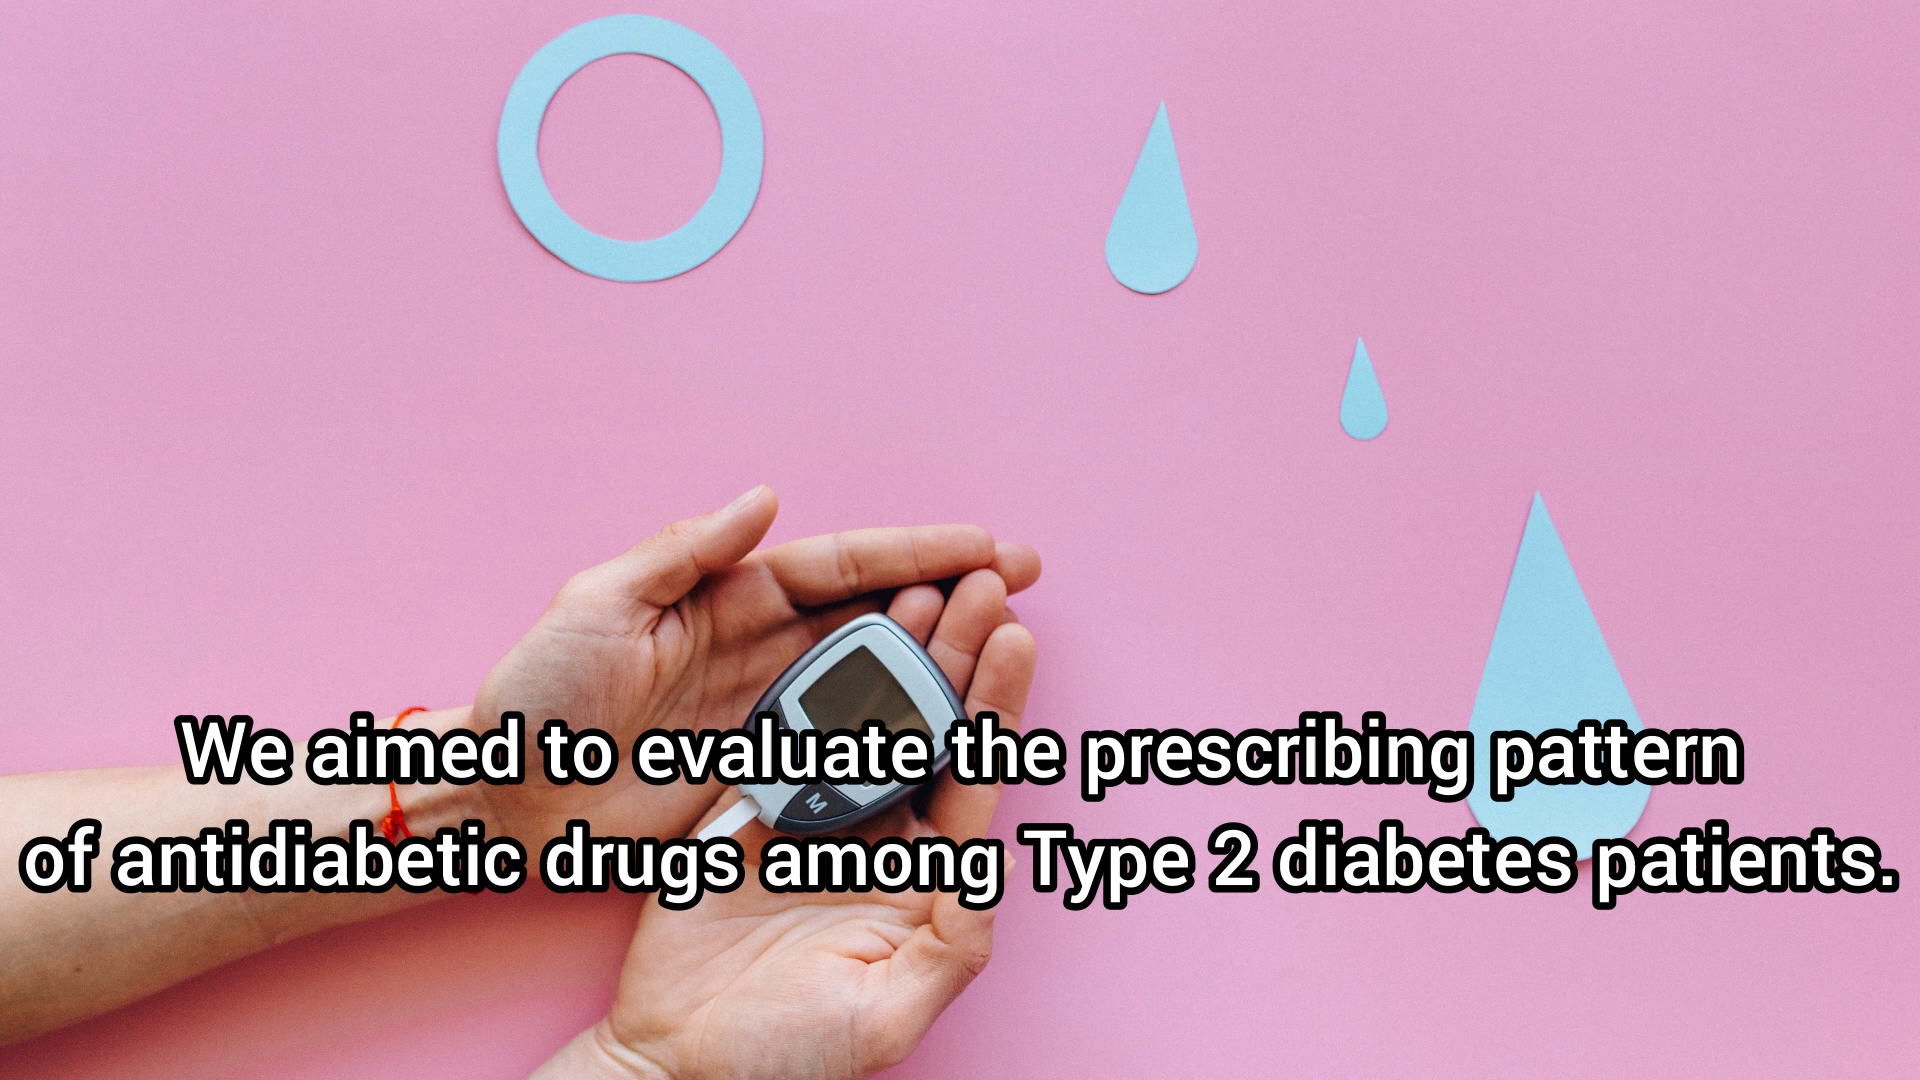 M
We aimed to evaluate the prescribing pattern
of antidiabetic drugs among Type 2 diabetes patients.